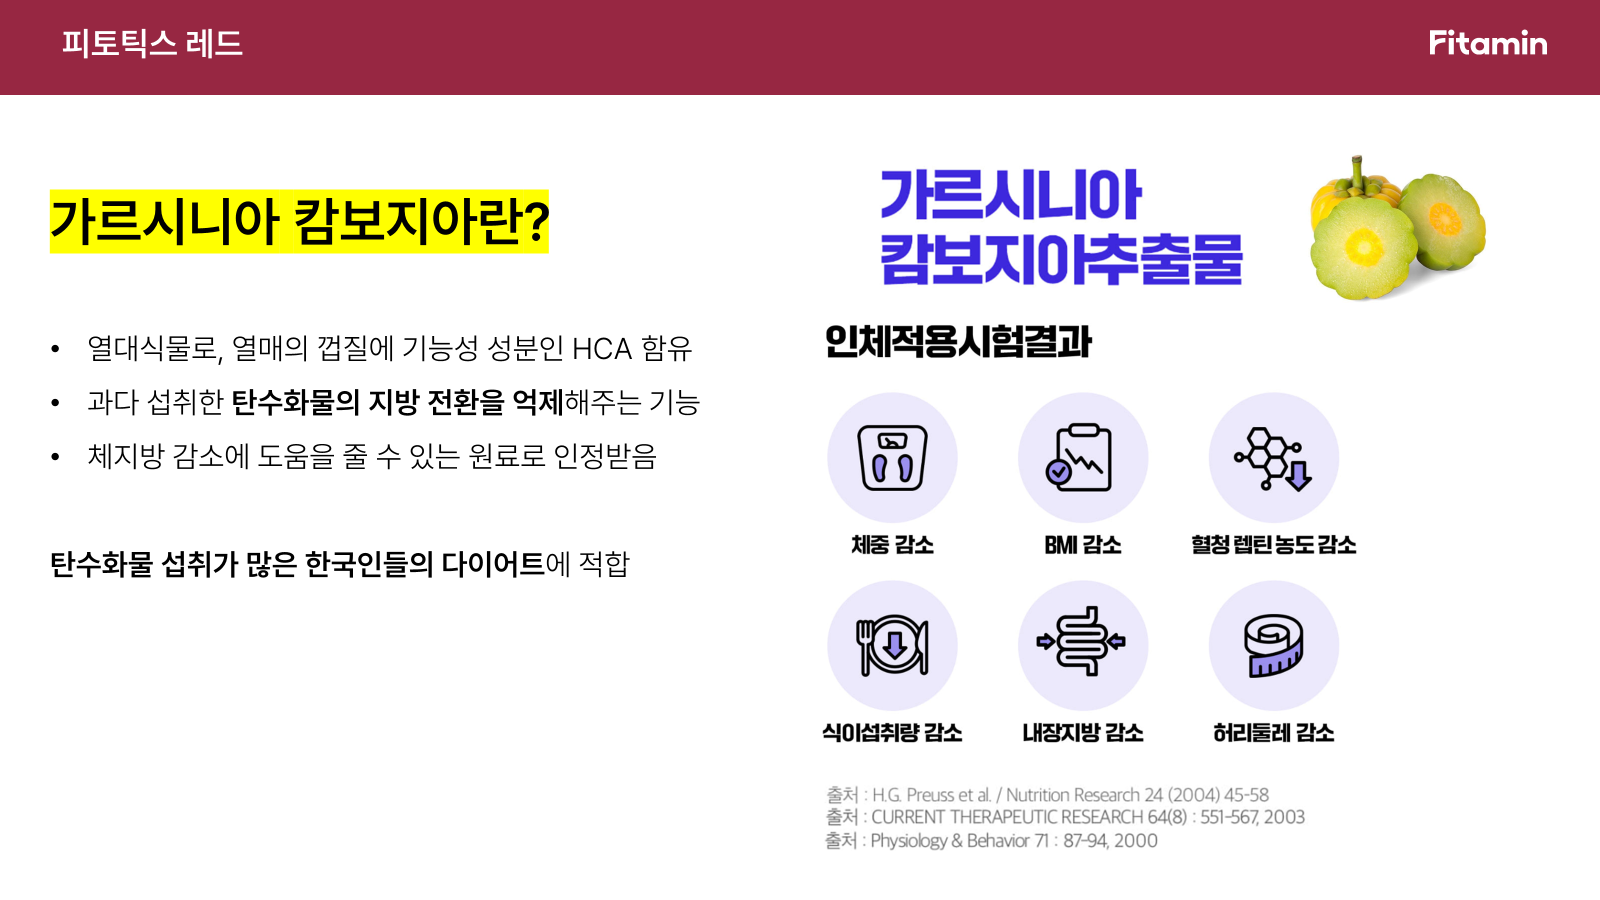 피토틱스 레드
Fitamin
가르시니아 캄보지아란?
• 열대식물로, 열매의 껍질에 기능성 성분인 HCA 함유
• 과다 섭취한 탄수화물의 지방 전환을 억제해주는 기능
• 체지방 감소에 도움을 줄 수 있는 원료로 인정받음
탄수화물 섭취가 많은 한국인들의 다이어트에 적합
가르시니아
캄보지아추출물
인체적용시험결과
체중 감소
BMI 감소
혈청 렙틴 농도 감소
식이섭취량 감소
내장지방 감소
허리둘레 감소
출처 : H.G. Preuss et al. / Nutrition Research 24 (2004) 45-58
출처 : CURRENT THERAPEUTIC RESEARCH 64(8) : 551-567, 2003
출처 : Physiology & Behavior 71 : 87-94, 2000